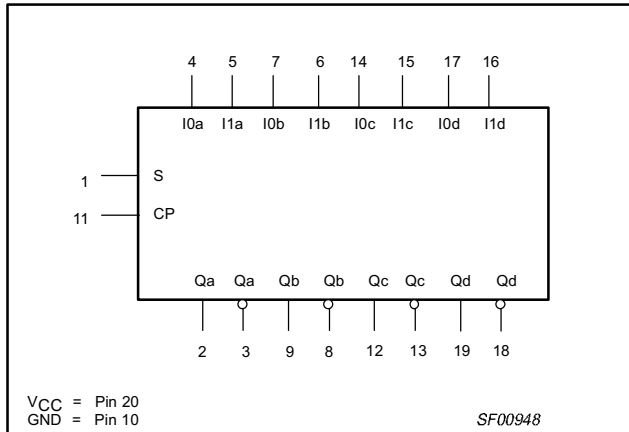 4 5 7 6 14 15 17 16
I0a I1a I0b I1b I0c I1c I0d I1d
1 S
11 CP
Qa Qa Qb Qb Qc Qc Qd Qd
2 3 9 8 12 13 19 18
VCC = Pin 20
GND = Pin 10
SF00948